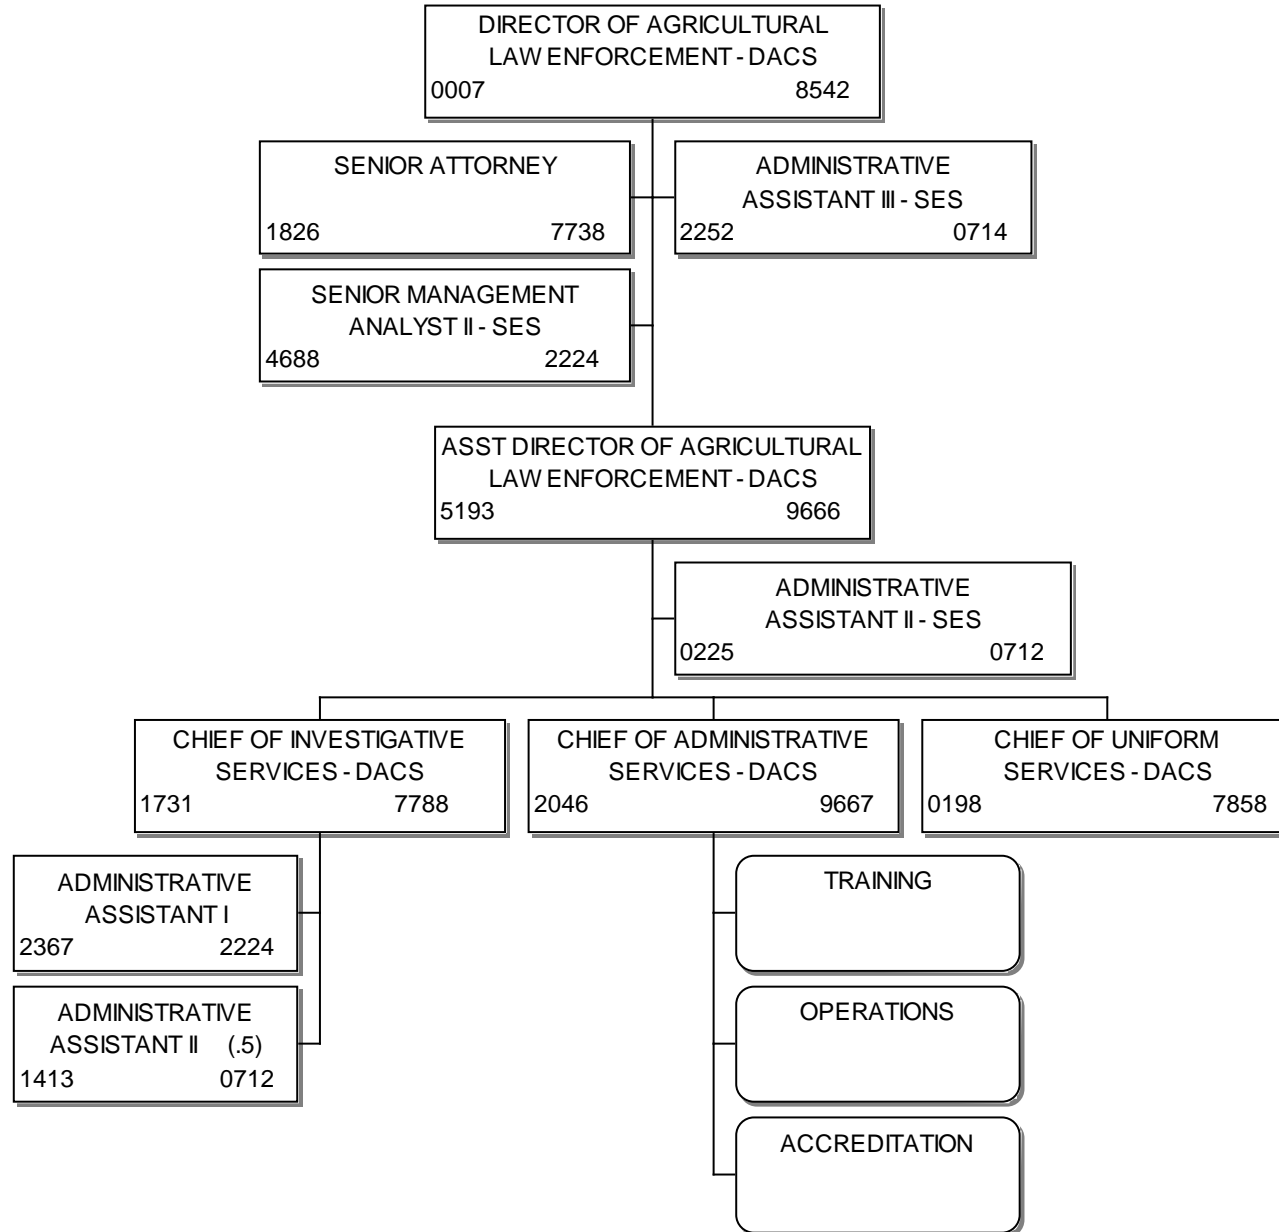 DIRECTOR OF AGRICULTURAL
LAW ENFORCEMENT - DACS
0007 8542
SENIOR ATTORNEY
1826 7738
ADMINISTRATIVE
ASSISTANT III - SES
2252 0714
SENIOR MANAGEMENT
ANALYST II - SES
4688 2224
ASST DIRECTOR OF AGRICULTURAL
LAW ENFORCEMENT - DACS
5193 9666
ADMINISTRATIVE
ASSISTANT II - SES
0225 0712
CHIEF OF INVESTIGATIVE
SERVICES - DACS
1731 7788
CHIEF OF ADMINISTRATIVE
SERVICES - DACS
2046 9667
CHIEF OF UNIFORM
SERVICES - DACS
0198 7858
ADMINISTRATIVE
ASSISTANT I
2367 2224
ADMINISTRATIVE
ASSISTANT II (.5)
1413 0712
TRAINING
OPERATIONS
ACCREDITATION